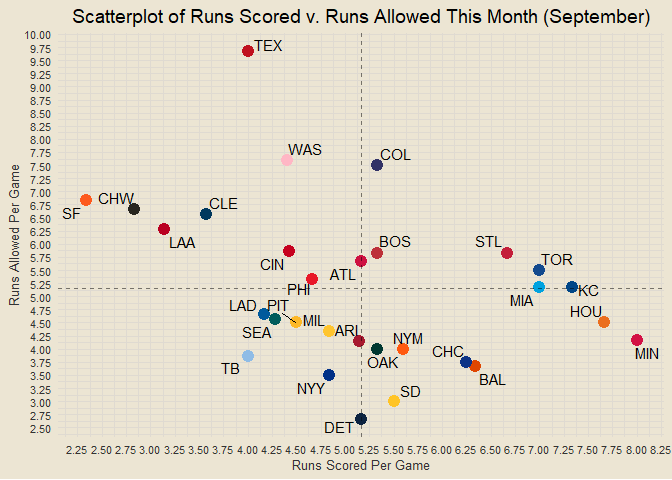 Scatterplot of Runs Scored v. Runs Allowed This Month (September)
Runs Allowed Per Game
10.00
9.75
9.50
9.25
9.00
8.75
8.50
8.25
8.00
7.75
7.50
7.25
7.00
6.75
6.50
6.25
6.00
5.75
5.50
5.25
5.00
4.75
4.50
4.25
4.00
3.75
3.50
3.25
3.00
2.75
2.50
TEX
WAS
COL
CHW
SF
CLE
LAA
BOS
STL
CIN
ATL
TOR
PHI
MIA
KC
LAD
PIT
HOU
SEA
MIL
ARI
NYM
CHC
MIN
TB
OAK
NYY
BAL
SD
DET
2.25 2.50 2.75 3.00 3.25 3.50 3.75 4.00 4.25 4.50 4.75 5.00 5.25 5.50 5.75 6.00 6.25 6.50 6.75 7.00 7.25 7.50 7.75 8.00 8.25
Runs Scored Per Game